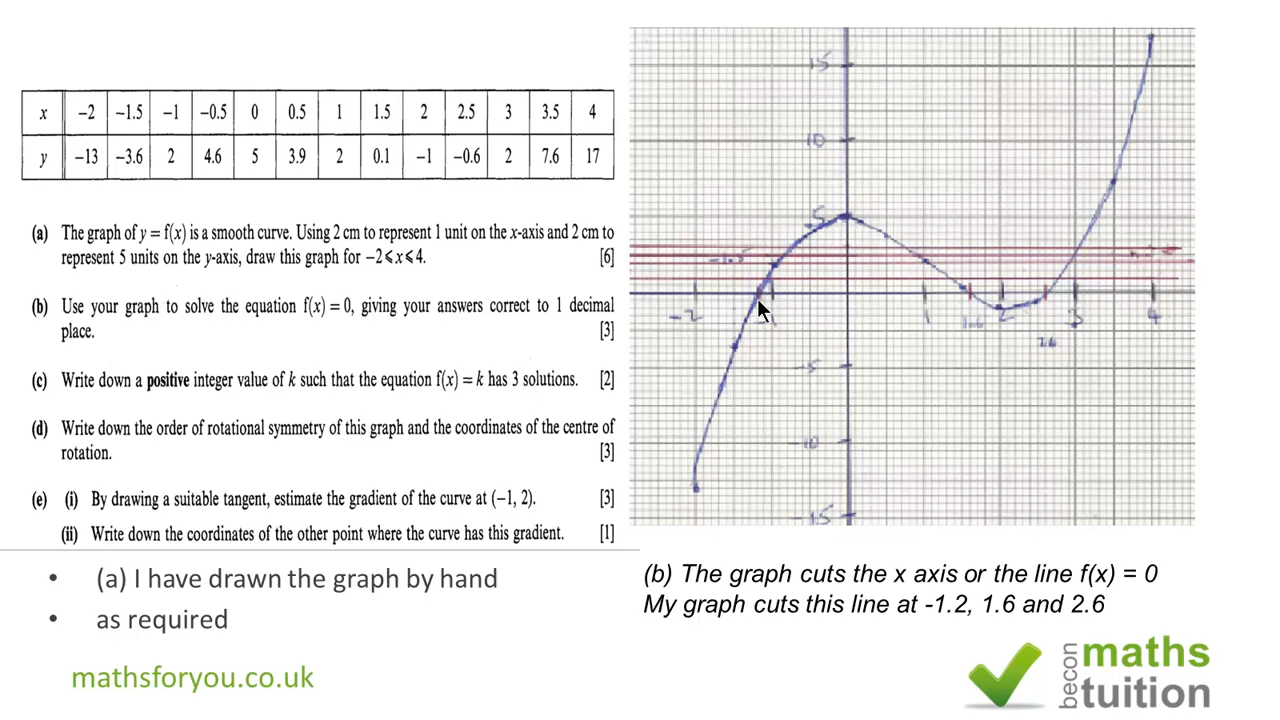 x −2 −1.5 −1 −0.5 0 0.5 1 1.5 2 2.5 3 3.5 4
y −13 −3.6 2 4.6 5 3.9 2 0.1 −1 −0.6 2 7.6 17
(a) The graph of y = f(x) is a smooth curve. Using 2 cm to represent 1 unit on the x-axis and 2 cm to
represent 5 units on the y-axis, draw this graph for −2 ⩽ x ⩽ 4. [6]
(b) Use your graph to solve the equation f(x) = 0, giving your answers correct to 1 decimal
place. [3]
(c) Write down a positive integer value of k such that the equation f(x) = k has 3 solutions. [2]
(d) Write down the order of rotational symmetry of this graph and the coordinates of the centre of
rotation. [3]
(e) (i) By drawing a suitable tangent, estimate the gradient of the curve at (−1, 2). [3]
(ii) Write down the coordinates of the other point where the curve has this gradient. [1]
15
10
5
-2 -1 1 1.6 2 3 4
2.6
-5
-10
-15
• (a) I have drawn the graph by hand
• as required
(b) The graph cuts the x axis or the line f(x) = 0
My graph cuts this line at -1.2, 1.6 and 2.6
mathsforyou.co.uk
becon maths
tuition